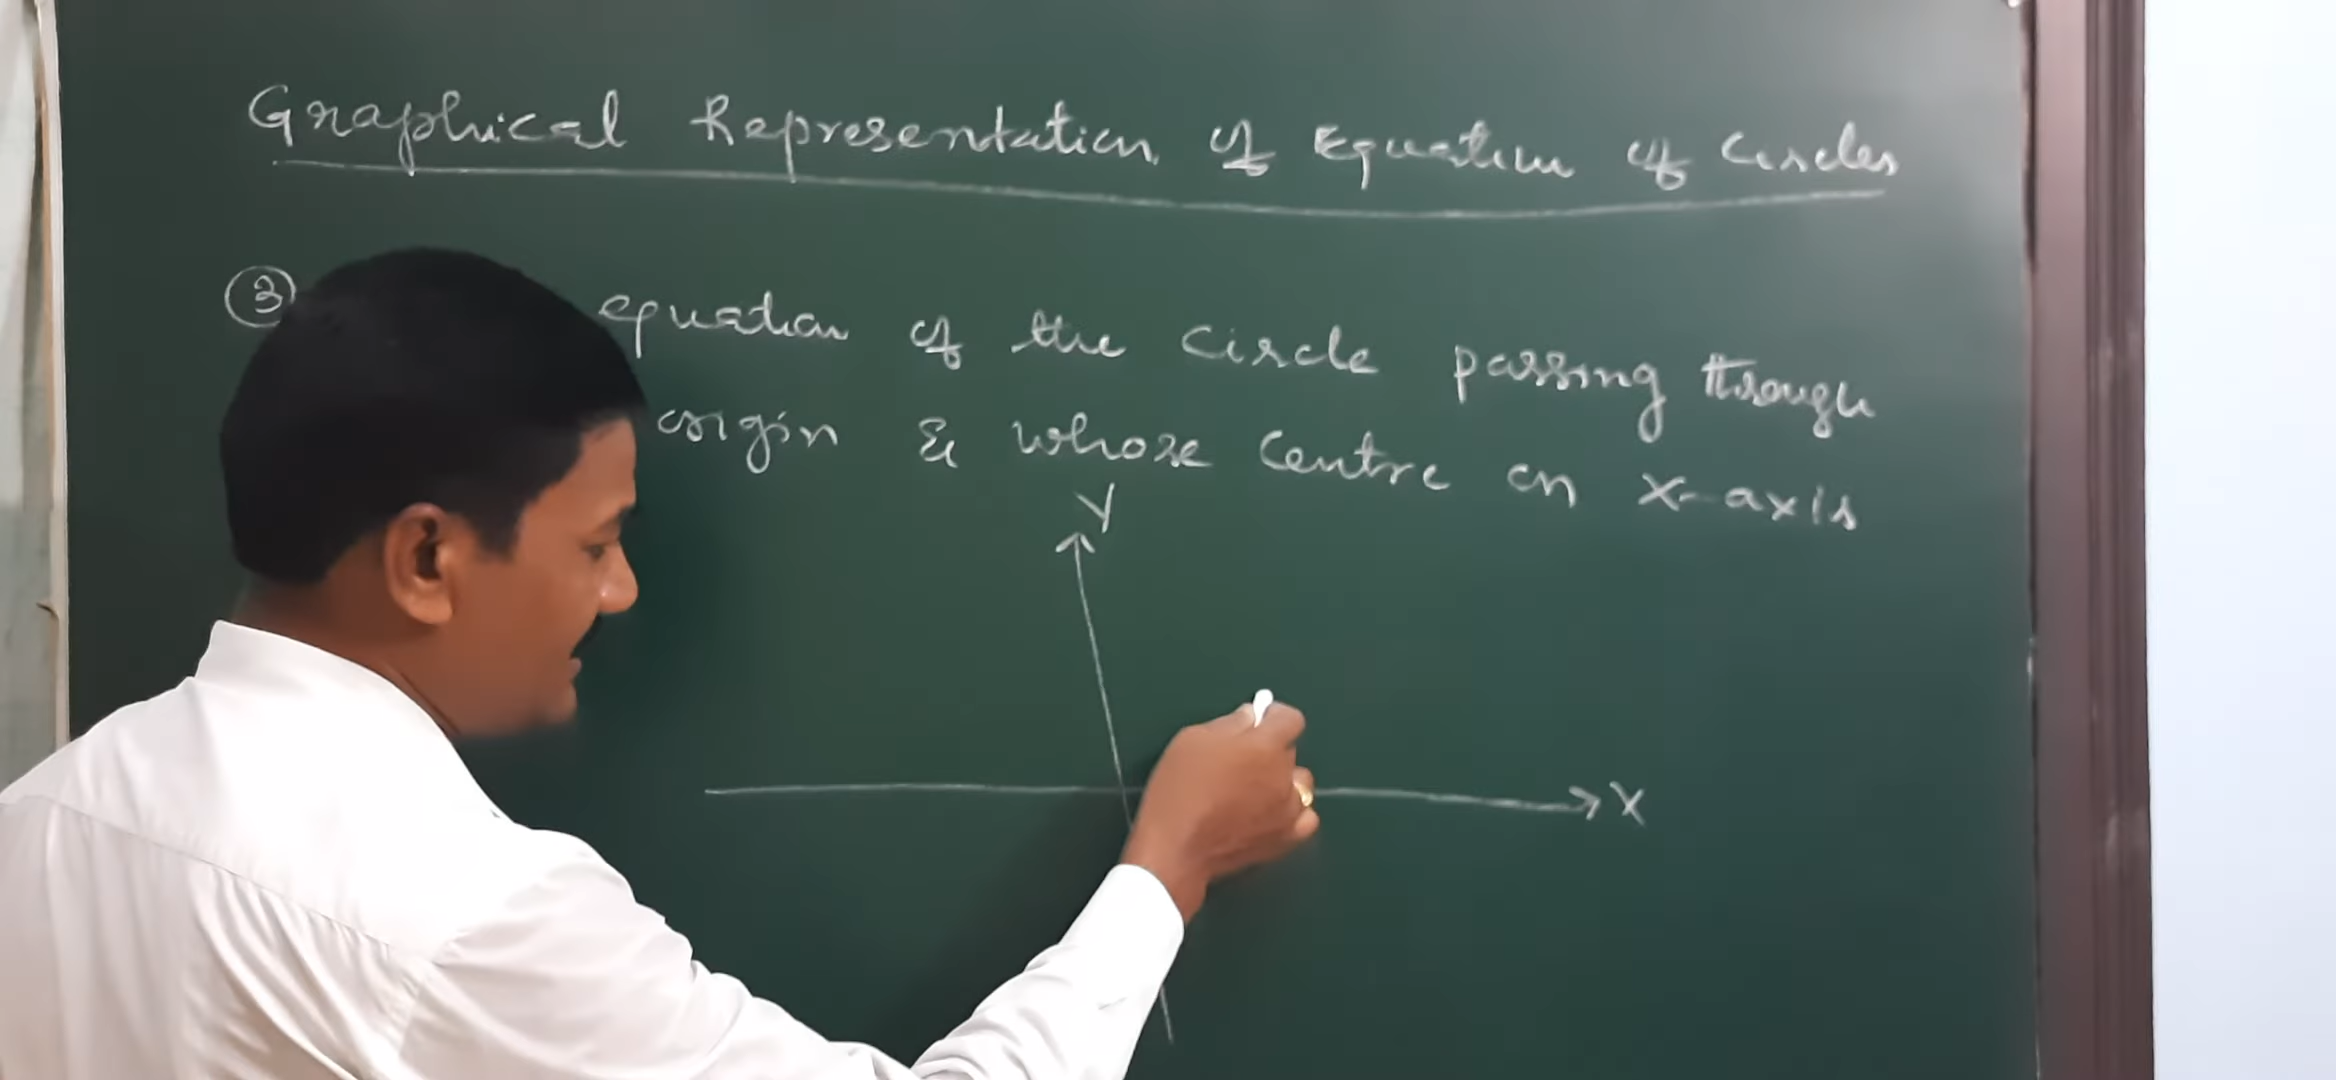 Graphical Representation of Equation of Circles
③ equation of the Circle passing through
origin & whose Centre on X-axis
Y
X